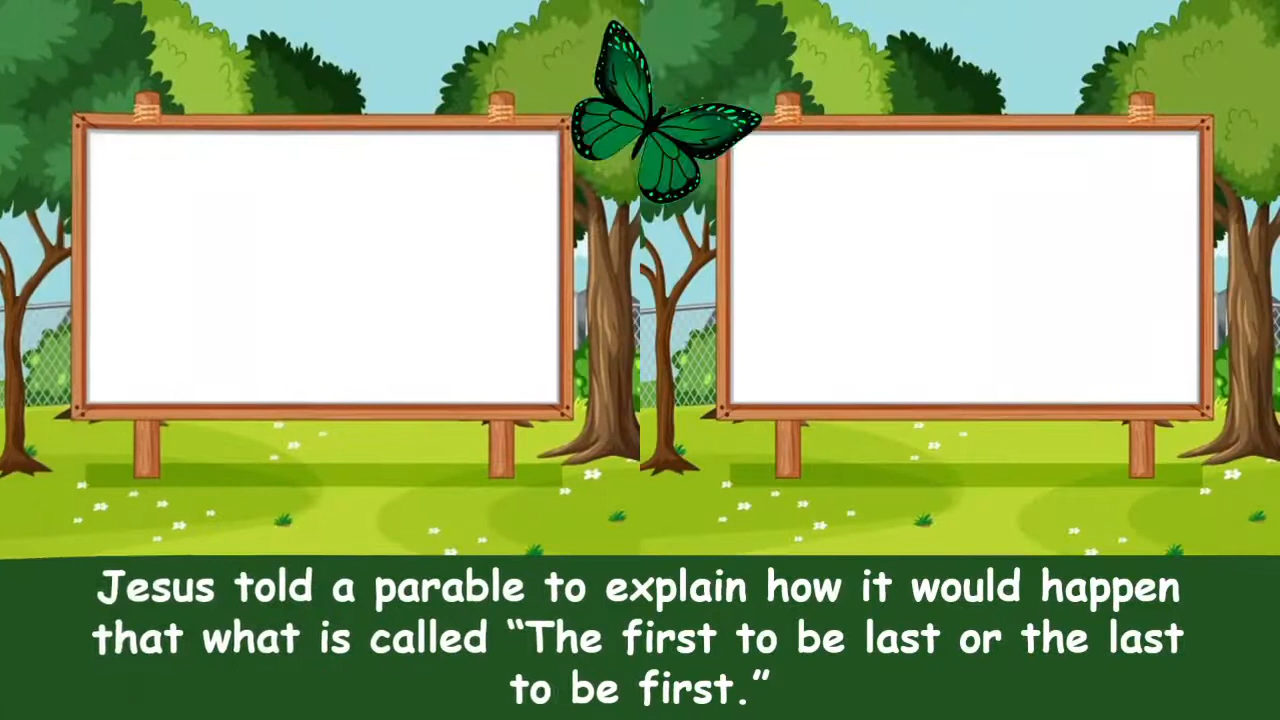 Jesus told a parable to explain how it would happen
that what is called “The first to be last or the last
to be first.”